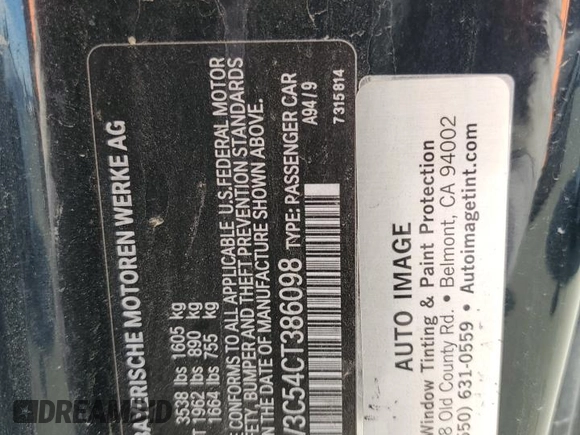 BAYERISCHE MOTOREN WERKE AG
3538 lbs 1605 kg
1962 lbs 890 kg
1664 lbs 755 kg
CONFORMS TO ALL APPLICABLE U.S. FEDERAL MOTOR
BUMPER AND THEFT PREVENTION STANDARDS
ON THE DATE OF MANUFACTURE SHOWN ABOVE.
3C54CT386098 TYPE: PASSENGER CAR
A94/9
7315814
AUTO IMAGE
Window Tinting & Paint Protection
8 Old County Rd. • Belmont, CA 94002
50) 631-0559 • Autoimagetint.com
DREAMBID